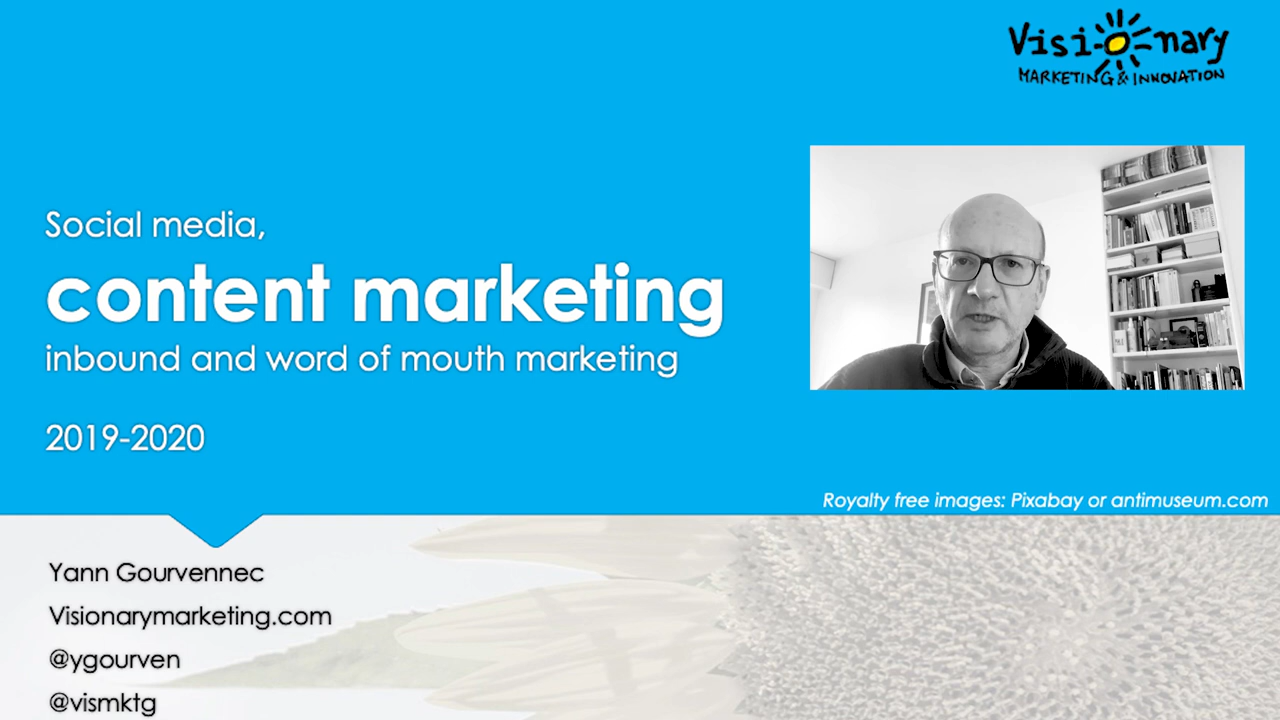 Visi-o-nary
MARKETING & INNOVATION
Social media,
content marketing
inbound and word of mouth marketing
2019-2020
Royalty free images: Pixabay or antimuseum.com
Yann Gourvennec
Visionarymarketing.com
@ygourven
@vismktg